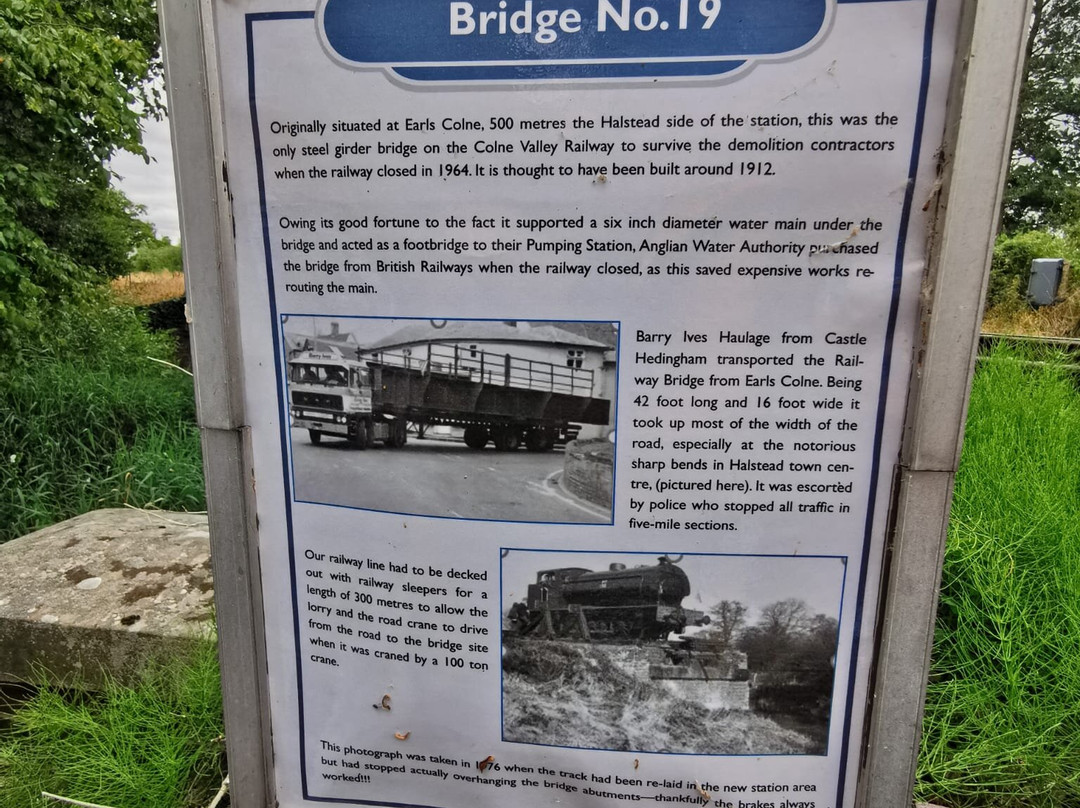 Bridge No.19
Originally situated at Earls Colne, 500 metres the Halstead side of the station, this was the
only steel girder bridge on the Colne Valley Railway to survive the demolition contractors
when the railway closed in 1964. It is thought to have been built around 1912.
Owing its good fortune to the fact it supported a six inch diameter water main under the
bridge and acted as a footbridge to their Pumping Station, Anglian Water Authority purchased
the bridge from British Railways when the railway closed, as this saved expensive works re-
routing the main.
Barry Ives
Barry Ives Haulage from Castle
Hedingham transported the Rail-
way Bridge from Earls Colne. Being
42 foot long and 16 foot wide it
took up most of the width of the
road, especially at the notorious
sharp bends in Halstead town cen-
tre, (pictured here). It was escorted
by police who stopped all traffic in
five-mile sections.
Our railway line had to be decked
out with railway sleepers for a
length of 300 metres to allow the
lorry and the road crane to drive
from the road to the bridge site
when it was craned by a 100 ton
crane.
This photograph was taken in 1976 when the track had been re-laid in the new station area
but had stopped actually overhanging the bridge abutments—thankfully the brakes always
worked!!!